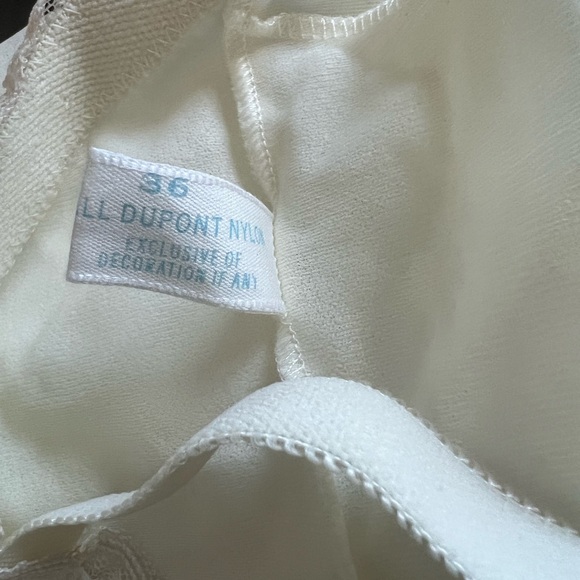 36
LL DUPONT NYLON
EXCLUSIVE OF
DECORATION IF ANY